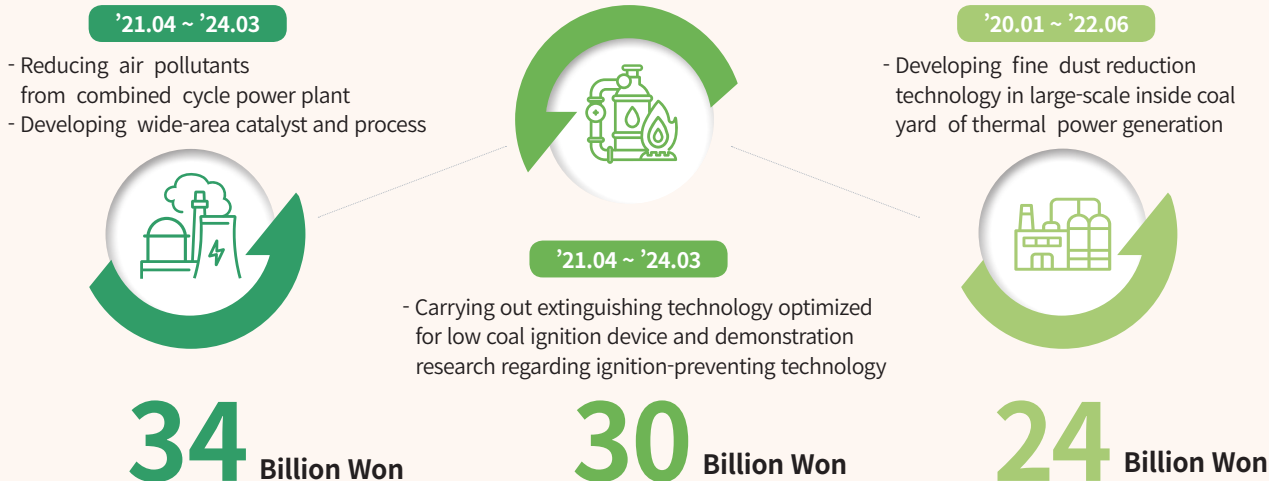 ’21.04 ~ ’24.03
- Reducing air pollutants
from combined cycle power plant
- Developing wide-area catalyst and process
34 Billion Won
’21.04 ~ ’24.03
- Carrying out extinguishing technology optimized
for low coal ignition device and demonstration
research regarding ignition-preventing technology
30 Billion Won
’20.01 ~ ’22.06
- Developing fine dust reduction
technology in large-scale inside coal
yard of thermal power generation
24 Billion Won